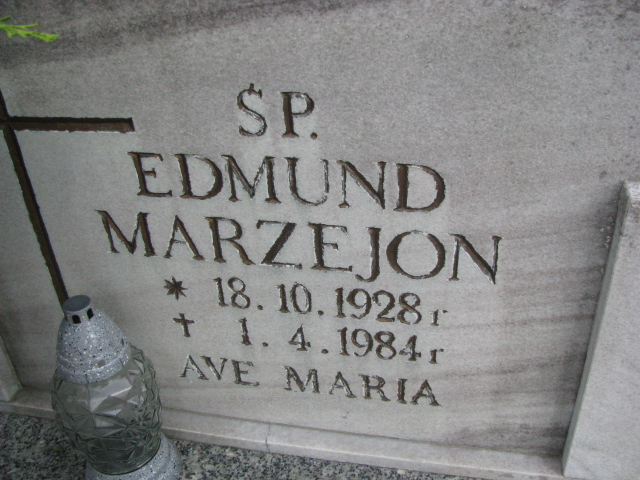 ŚP.
EDMUND
MARZEJON
* 18.10.1928 r
† 1.4.1984 r
AVE MARIA